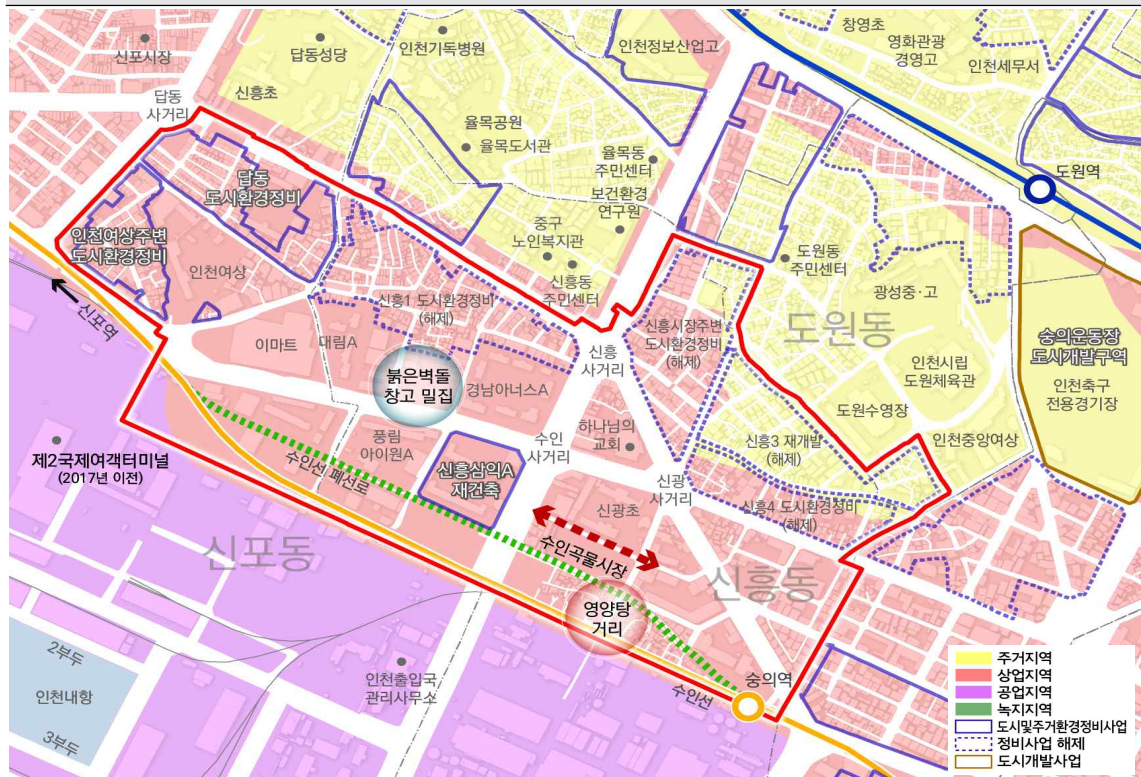 신포시장
답동성당
인천기독병원
인천정보산업고
창영초
영화관광
경영고
인천세무서
답동
사거리
신흥초
율목공원
율목도서관
율목동
주민센터
보건환경
연구원
도원역
답동
도시환경정비
인천여상주변
도시환경정비
인천여상
중구
노인복지관
신흥동
주민센터
도원동
주민센터
광성중·고
도원동
신포역
신흥1 도시환경정비
(해제)
신흥시장주변
도시환경정비
(해제)
숭의운동장
도시개발구역
인천축구
전용경기장
이마트
대림A
신흥
사거리
인천시립
도원체육관
붉은벽돌
창고 밀집
경남아너스A
도원수영장
하나님의
교회
인천중앙여상
풍림
아이원A
수인
사거리
신흥3 재개발
(해제)
제2국제여객터미널
(2017년 이전)
수인선 폐선로
신흥삼익A
재건축
신광
사거리
신광초
신흥4 도시환경정비
(해제)
신포동
수인곡물시장
신흥동
영양탕
거리
2부두
인천내항
3부두
인천출입국
관리사무소
수인선
숭의역
주거지역
상업지역
공업지역
녹지지역
도시및주거환경정비사업
정비사업 해제
도시개발사업